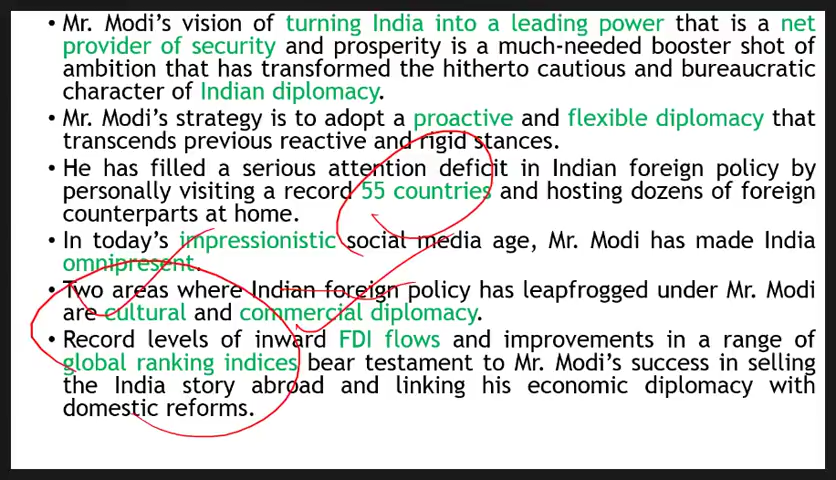 • Mr. Modi's vision of turning India into a leading power that is a net
provider of security and prosperity is a much-needed booster shot of
ambition that has transformed the hitherto cautious and bureaucratic
character of Indian diplomacy.
• Mr. Modi's strategy is to adopt a proactive and flexible diplomacy that
transcends previous reactive and rigid stances.
• He has filled a serious attention deficit in Indian foreign policy by
personally visiting a record 55 countries and hosting dozens of foreign
counterparts at home.
• In today's impressionistic social media age, Mr. Modi has made India
omnipresent.
• Two areas where Indian foreign policy has leapfrogged under Mr. Modi
are cultural and commercial diplomacy.
• Record levels of inward FDI flows and improvements in a range of
global ranking indices bear testament to Mr. Modi's success in selling
the India story abroad and linking his economic diplomacy with
domestic reforms.